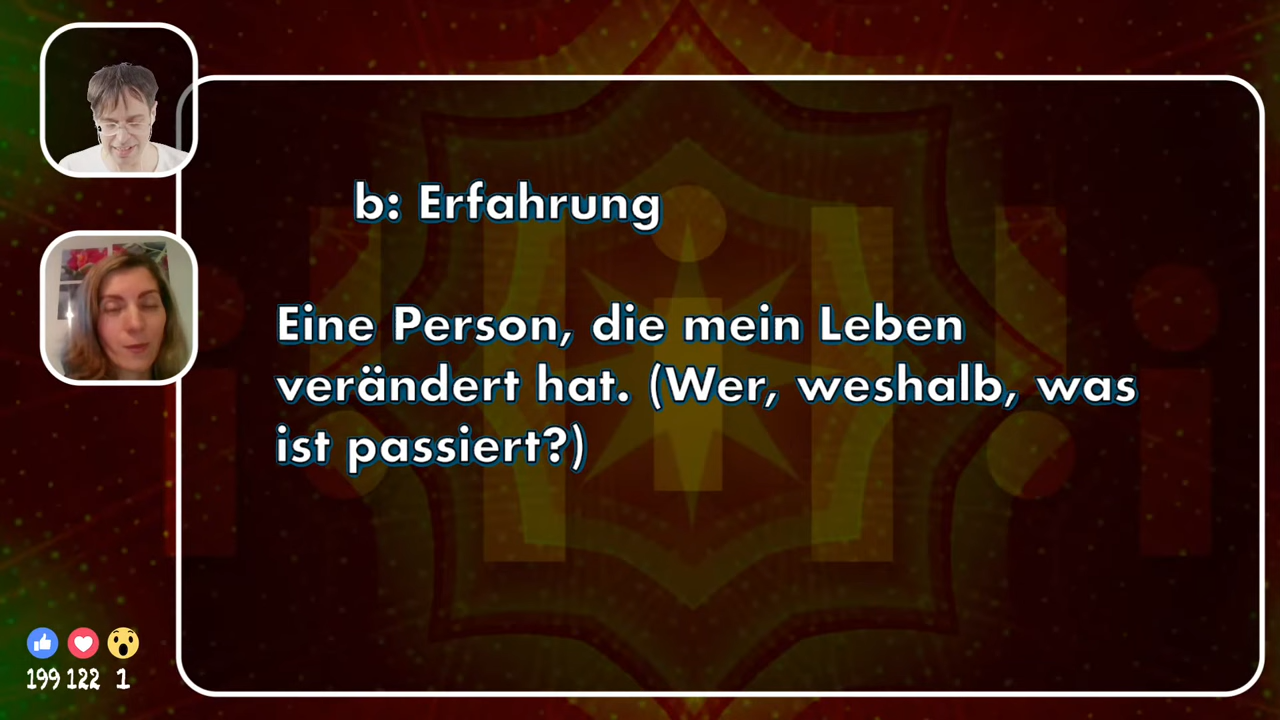 b: Erfahrung
Eine Person, die mein Leben
verändert hat. (Wer, weshalb, was
ist passiert?)
199 122 1